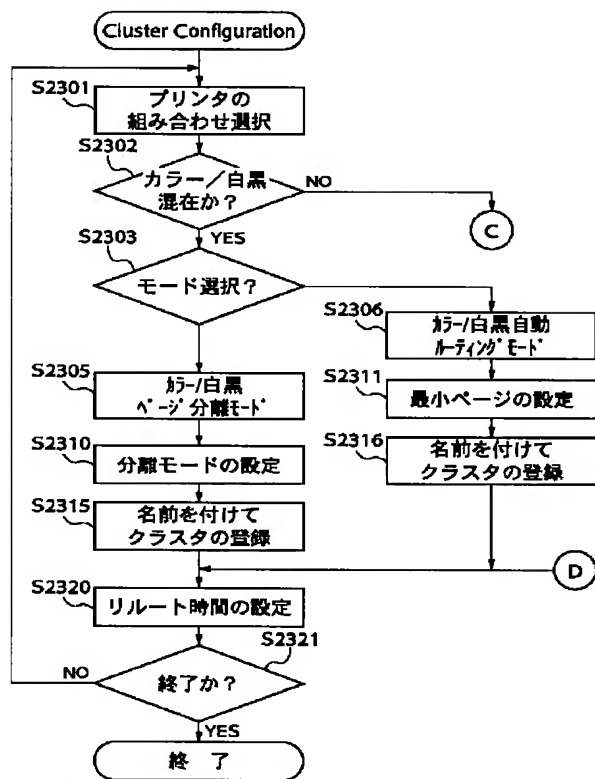 Cluster Configuration
S2301
プリンタの
組み合わせ選択
S2302
カラー／白黒
混在か？
NO
C
YES
S2303
モード選択？
S2306
ｶﾗｰ/白黒自動
ﾙｰﾃｨﾝｸﾞﾓｰﾄﾞ
S2305
ｶﾗｰ/白黒
ﾍﾟｰｼﾞ分離ﾓｰﾄﾞ
S2311
最小ページの設定
S2310
分離モードの設定
S2316
名前を付けて
クラスタの登録
S2315
名前を付けて
クラスタの登録
D
S2320
リルート時間の設定
S2321
NO
終了か？
YES
終 了